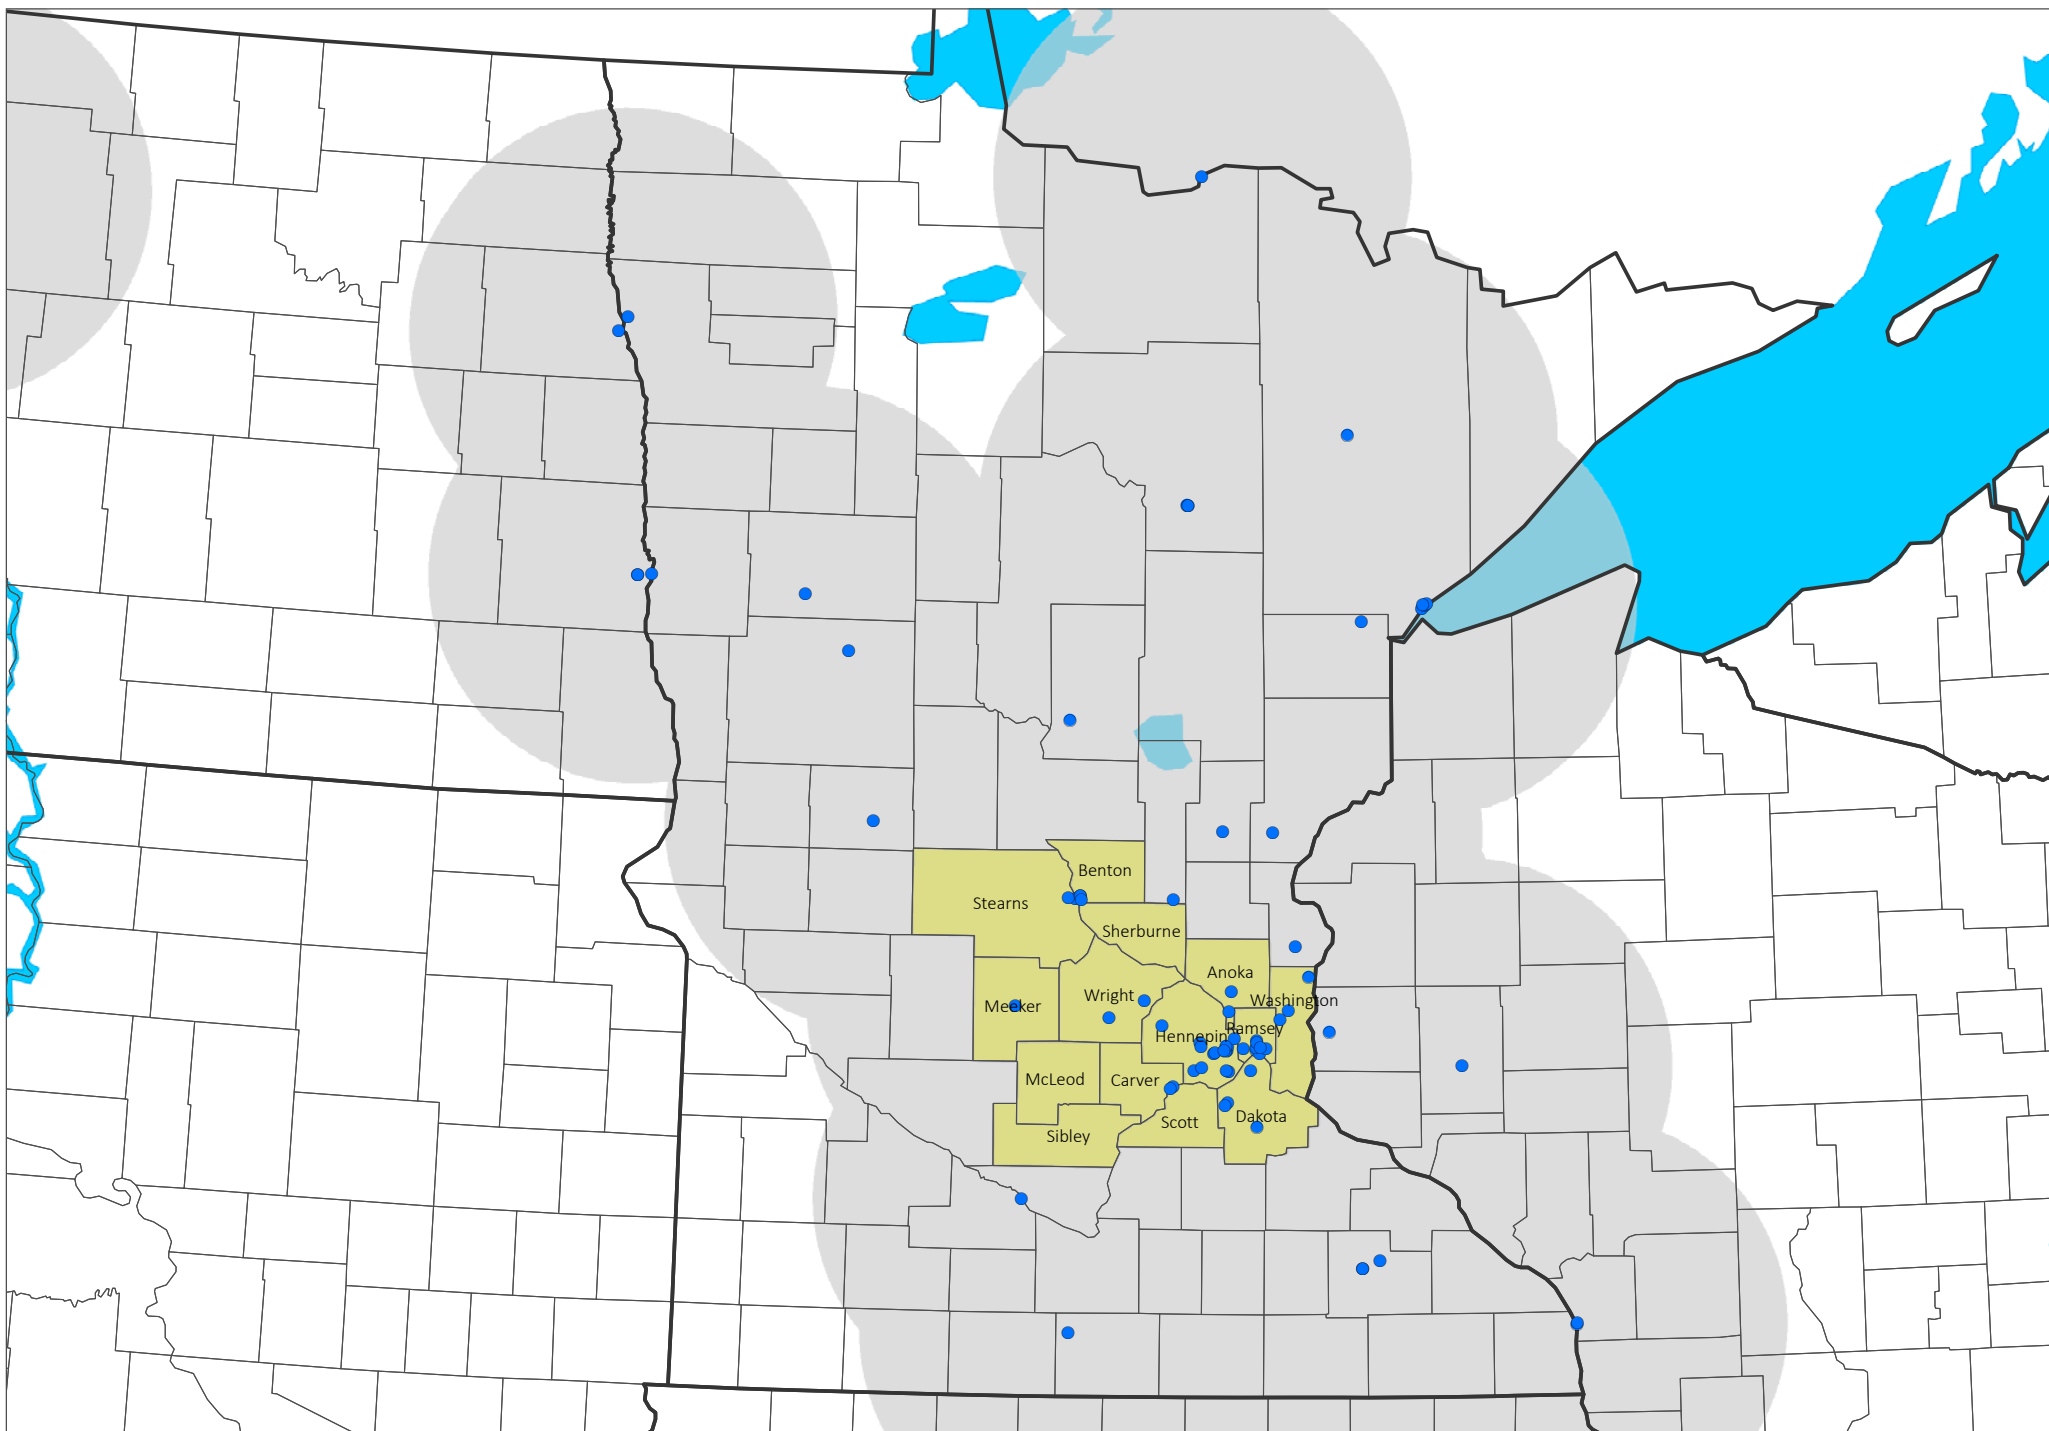 Benton
Stearns
Sherburne
Anoka
Wright
Washington
Meeker
Ramsey
Hennepin
McLeod
Carver
Dakota
Scott
Sibley